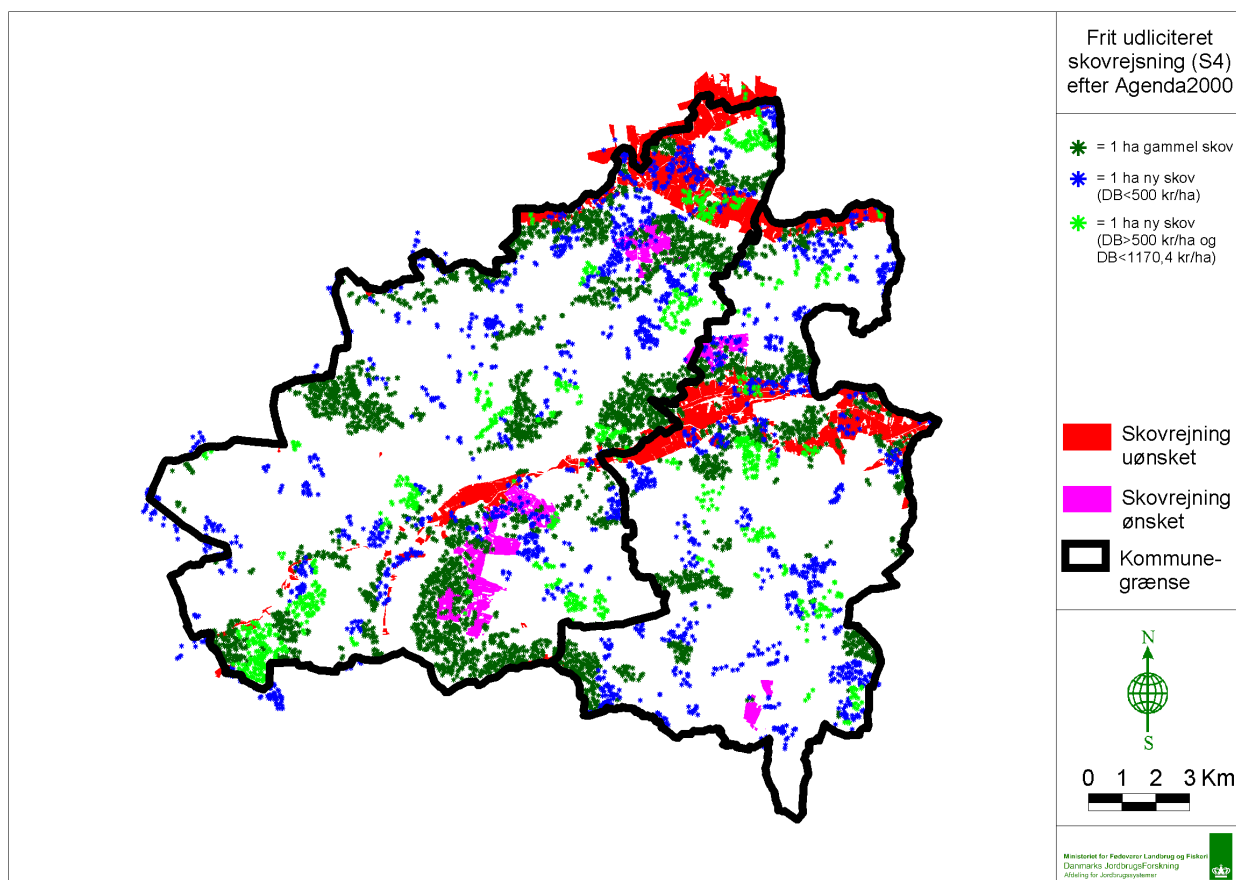 Frit udliciteret
skovrejsning (S4)
efter Agenda2000
= 1 ha gammel skov
= 1 ha ny skov
(DB<500 kr/ha)
= 1 ha ny skov
(DB>500 kr/ha og
DB<1170,4 kr/ha)
Skovrejning
uønsket
Skovrejning
ønsket
Kommune-
grænse
N
S
0 1 2 3 Km
Ministeriet for Fødevarer Landbrug og Fiskeri
Danmarks JordbrugsForskning
Afdeling for Jordbrugssystemer